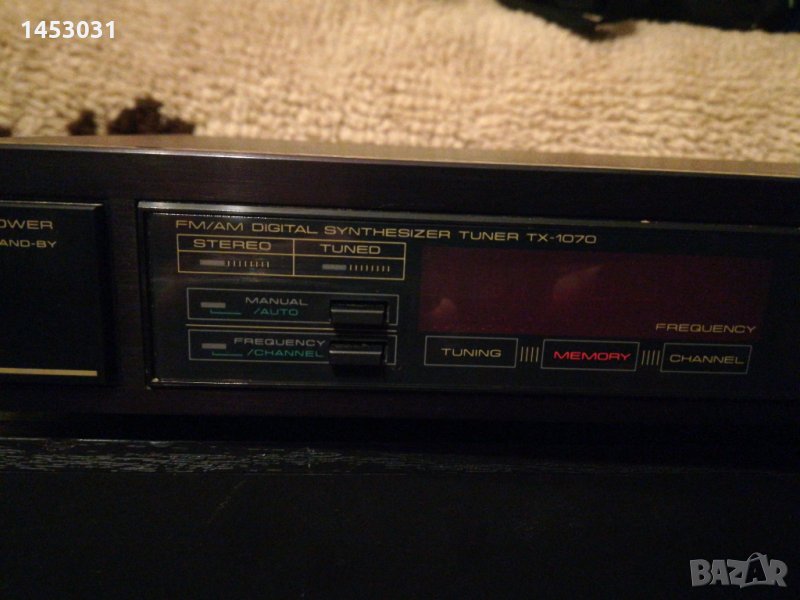 1453031
FM/AM DIGITAL SYNTHESIZER TUNER TX-1070
STEREO TUNED
MANUAL
/AUTO
FREQUENCY
/CHANNEL
FREQUENCY
TUNING MEMORY CHANNEL
OWER
AND-BY
BAZAR